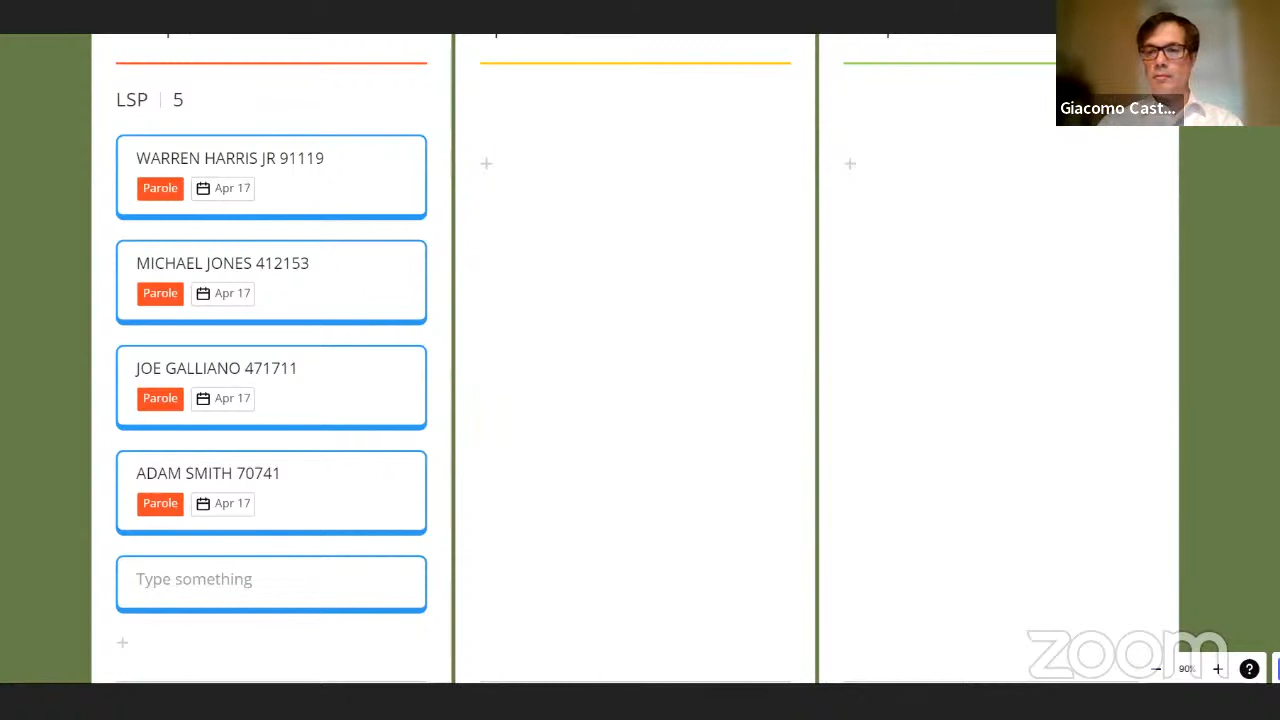 LSP | 5
WARREN HARRIS JR 91119
Parole Apr 17
MICHAEL JONES 412153
Parole Apr 17
JOE GALLIANO 471711
Parole Apr 17
ADAM SMITH 70741
Parole Apr 17
Type something
+
+
+
Giacomo Cast...
zoom
− 90% + ?